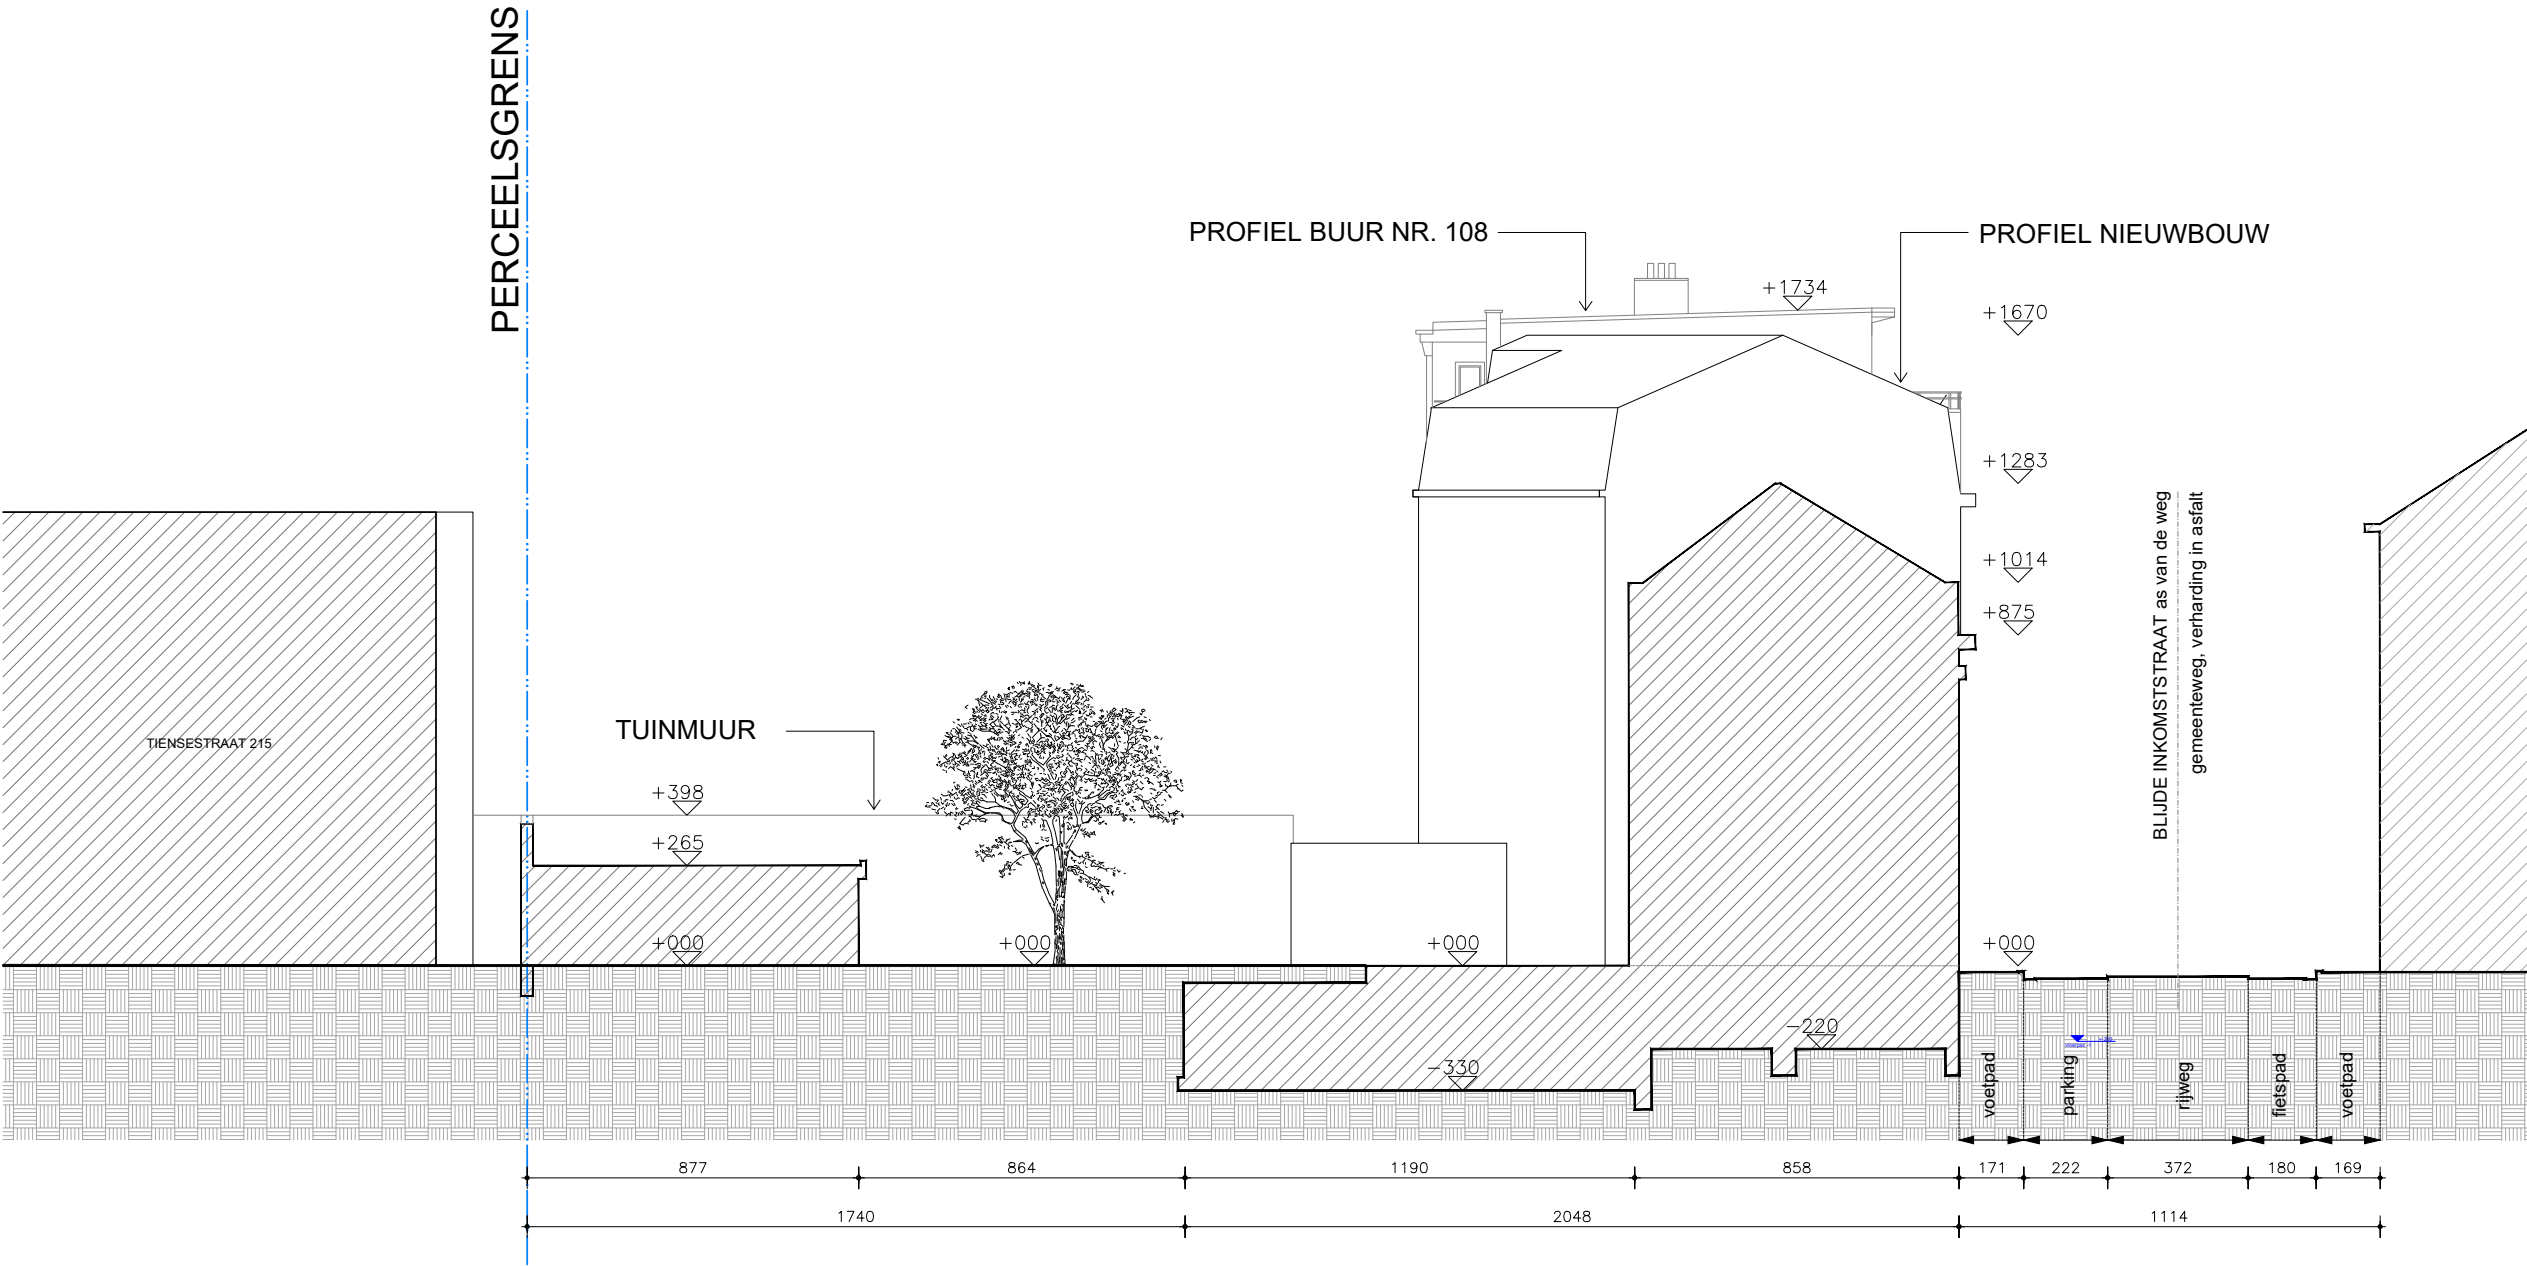 PERCEELSGRENS
PROFIEL BUUR NR. 108
PROFIEL NIEUWBOUW
+1734
+1670
+1283
+1014
+875
BLIJDE INKOMSTSTRAAT as van de weg
gemeenteweg, verharding in asfalt
TIENSESTRAAT 215
TUINMUUR
+398
+265
+000
+000
+000
+000
-220
-330
voetpad
parking
rijweg
fietspad
voetpad
877
864
1190
858
171
222
372
180
169
1740
2048
1114